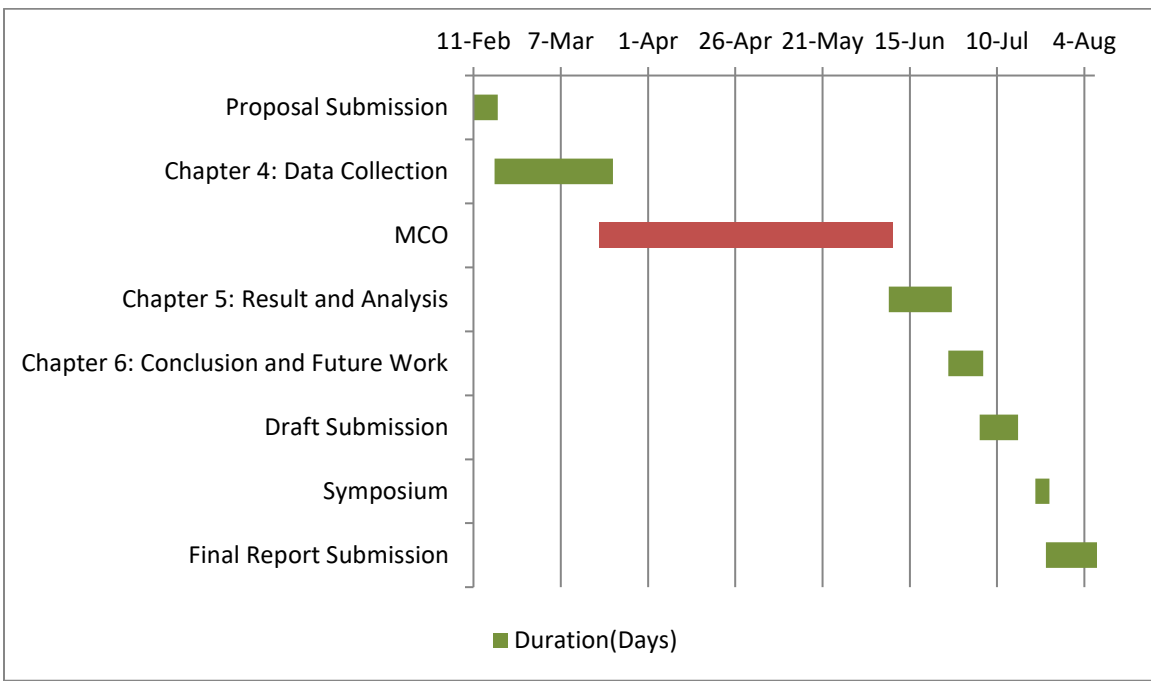 11-Feb 7-Mar 1-Apr 26-Apr 21-May 15-Jun 10-Jul 4-Aug
Proposal Submission
Chapter 4: Data Collection
MCO
Chapter 5: Result and Analysis
Chapter 6: Conclusion and Future Work
Draft Submission
Symposium
Final Report Submission
Duration(Days)